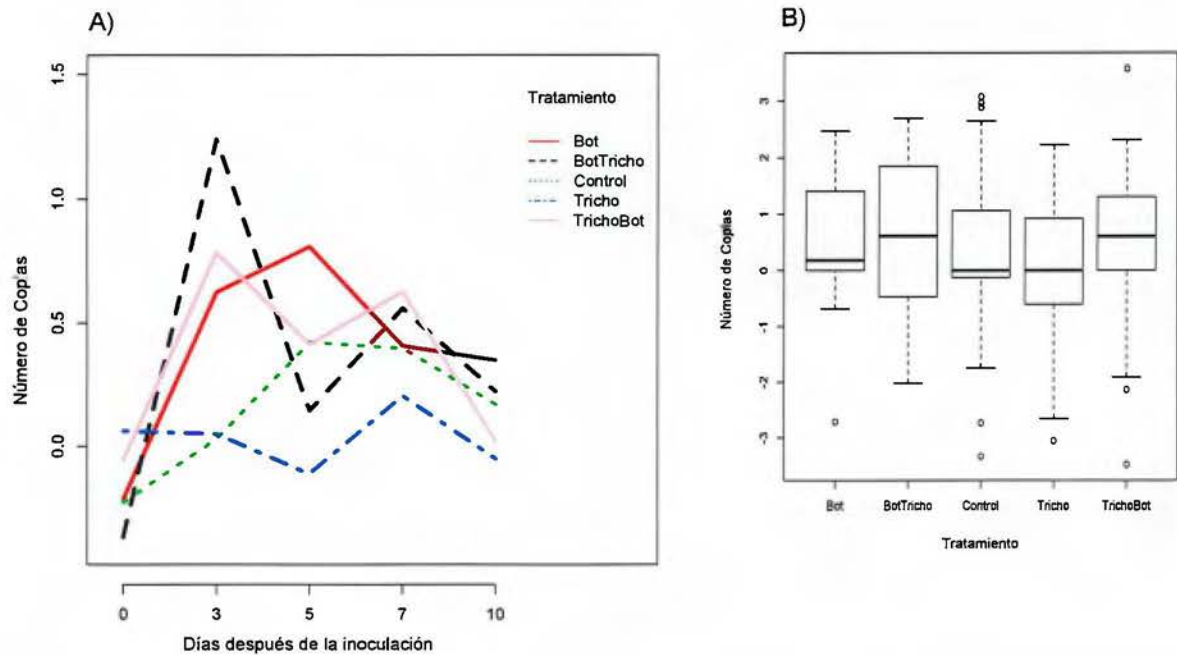 A)
Número de Copias
1.5
1.0
0.5
0.0
Tratamiento
Bot
BotTricho
Control
Tricho
TrichoBot
0 3 5 7 10
Días después de la inoculación
B)
Número de Copias
3
2
1
0
-1
-2
-3
Bot BotTricho Control Tricho TrichoBot
Tratamiento